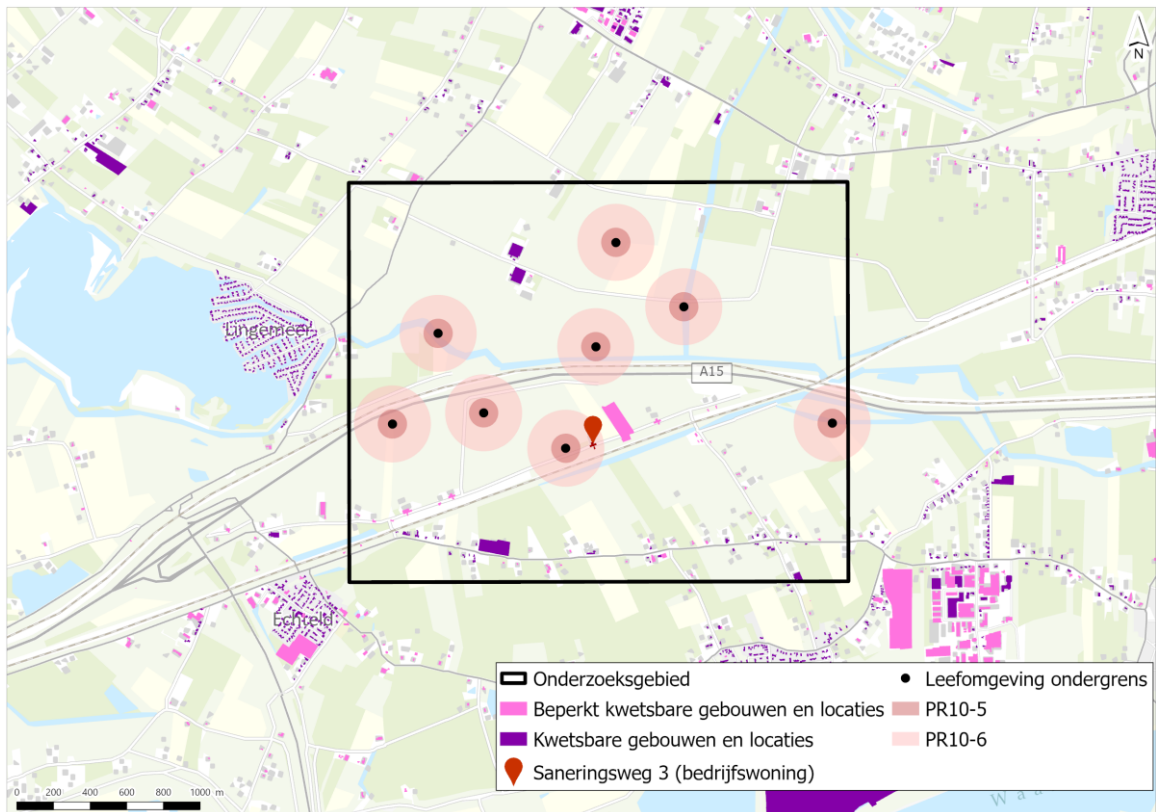 N
Lingemeer
A15
Echteld
Onderzoeksgebied
Beperkt kwetsbare gebouwen en locaties
Kwetsbare gebouwen en locaties
Saneringsweg 3 (bedrijfswoning)
Leefomgeving ondergrens
PR10-5
PR10-6
0 200 400 600 800 1000 m